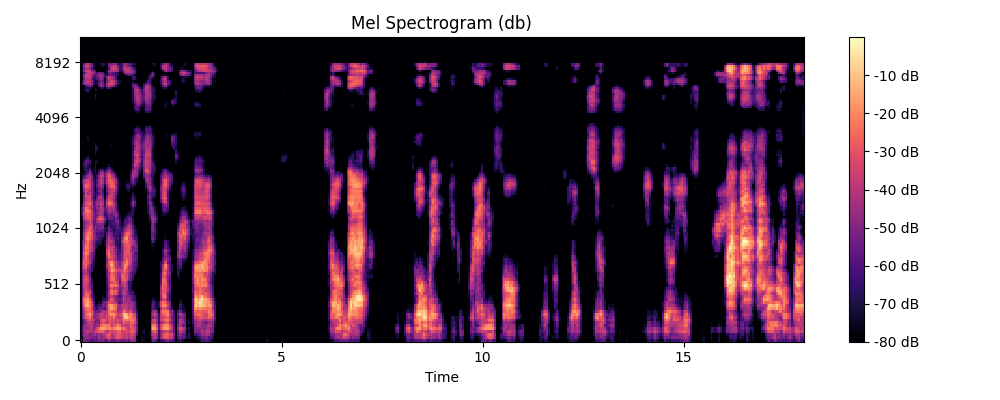 Mel Spectrogram (db)
8192
4096
2048
1024
512
0
Hz
0 5 10 15
Time
-10 dB
-20 dB
-30 dB
-40 dB
-50 dB
-60 dB
-70 dB
-80 dB